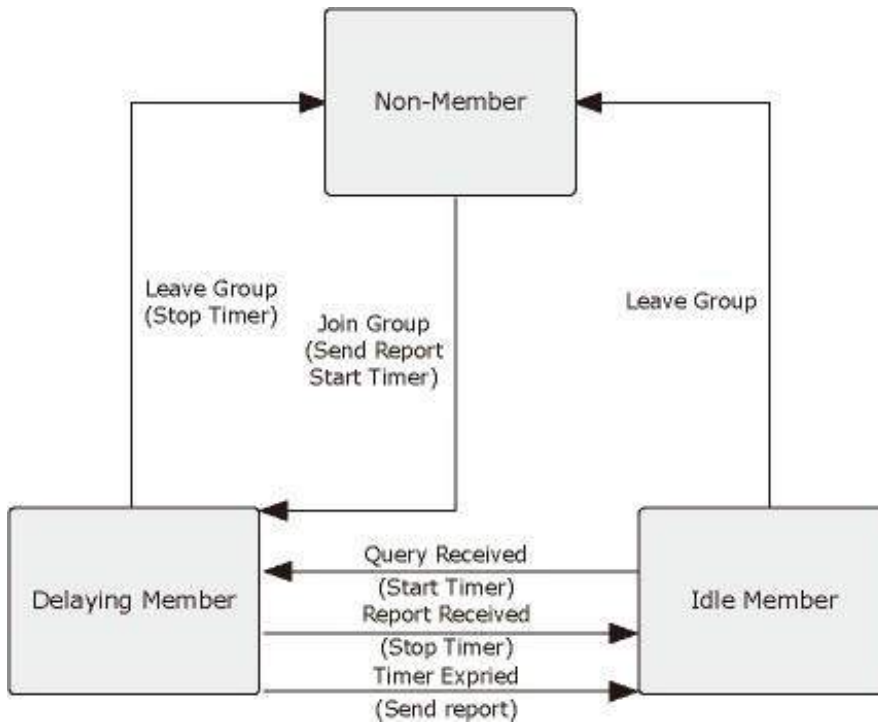 Non-Member
Leave Group
(Stop Timer)
Join Group
(Send Report
Start Timer)
Leave Group
Delaying Member
Query Received
(Start Timer)
Report Received
(Stop Timer)
Timer Expried
(Send report)
Idle Member